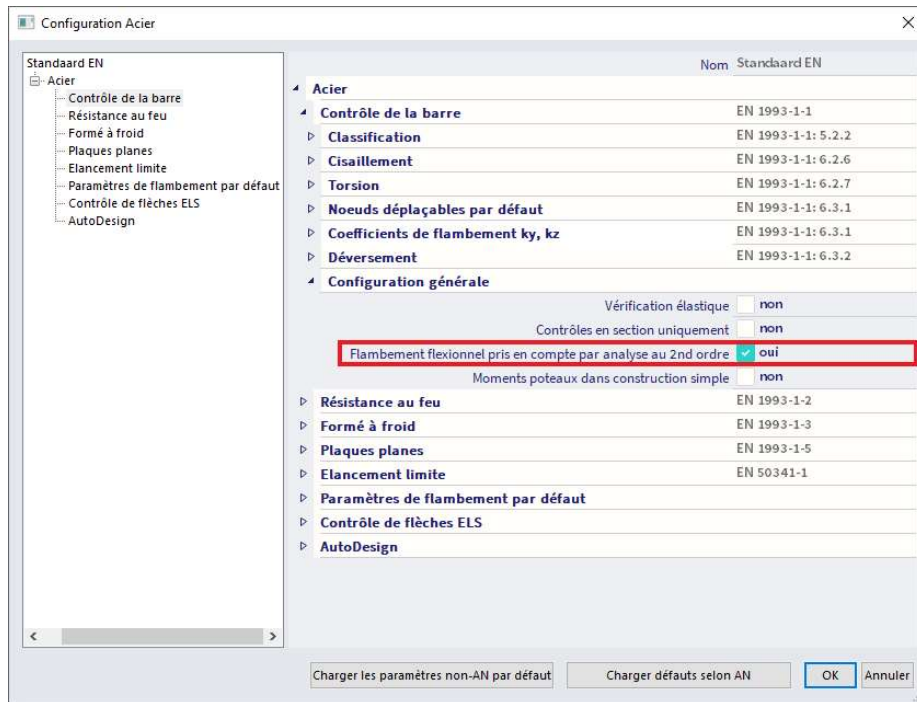 Configuration Acier
Standaard EN
Acier
Contrôle de la barre
Résistance au feu
Formé à froid
Plaques planes
Elancement limite
Paramètres de flambement par défaut
Contrôle de flèches ELS
AutoDesign
Nom Standaard EN
Acier
Contrôle de la barre EN 1993-1-1
Classification EN 1993-1-1: 5.2.2
Cisaillement EN 1993-1-1: 6.2.6
Torsion EN 1993-1-1: 6.2.7
Noeuds déplaçables par défaut EN 1993-1-1: 6.3.1
Coefficients de flambement ky, kz EN 1993-1-1: 6.3.1
Déversement EN 1993-1-1: 6.3.2
Configuration générale
Vérification élastique non
Contrôles en section uniquement non
Flambement flexionnel pris en compte par analyse au 2nd ordre oui
Moments poteaux dans construction simple non
Résistance au feu EN 1993-1-2
Formé à froid EN 1993-1-3
Plaques planes EN 1993-1-5
Elancement limite EN 50341-1
Paramètres de flambement par défaut
Contrôle de flèches ELS
AutoDesign
Charger les paramètres non-AN par défaut Charger défauts selon AN OK Annuler